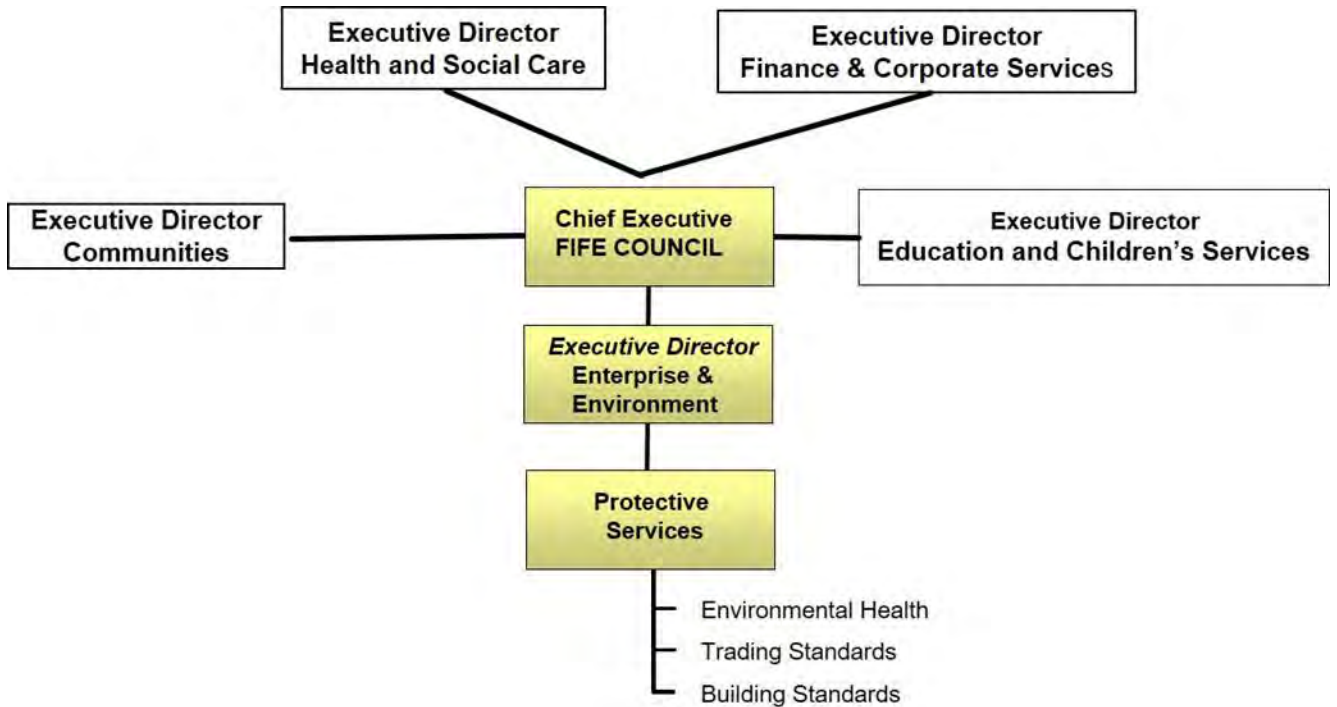 Executive Director
Health and Social Care
Executive Director
Finance & Corporate Services
Executive Director
Communities
Chief Executive
FIFE COUNCIL
Executive Director
Education and Children’s Services
Executive Director
Enterprise &
Environment
Protective
Services
Environmental Health
Trading Standards
Building Standards